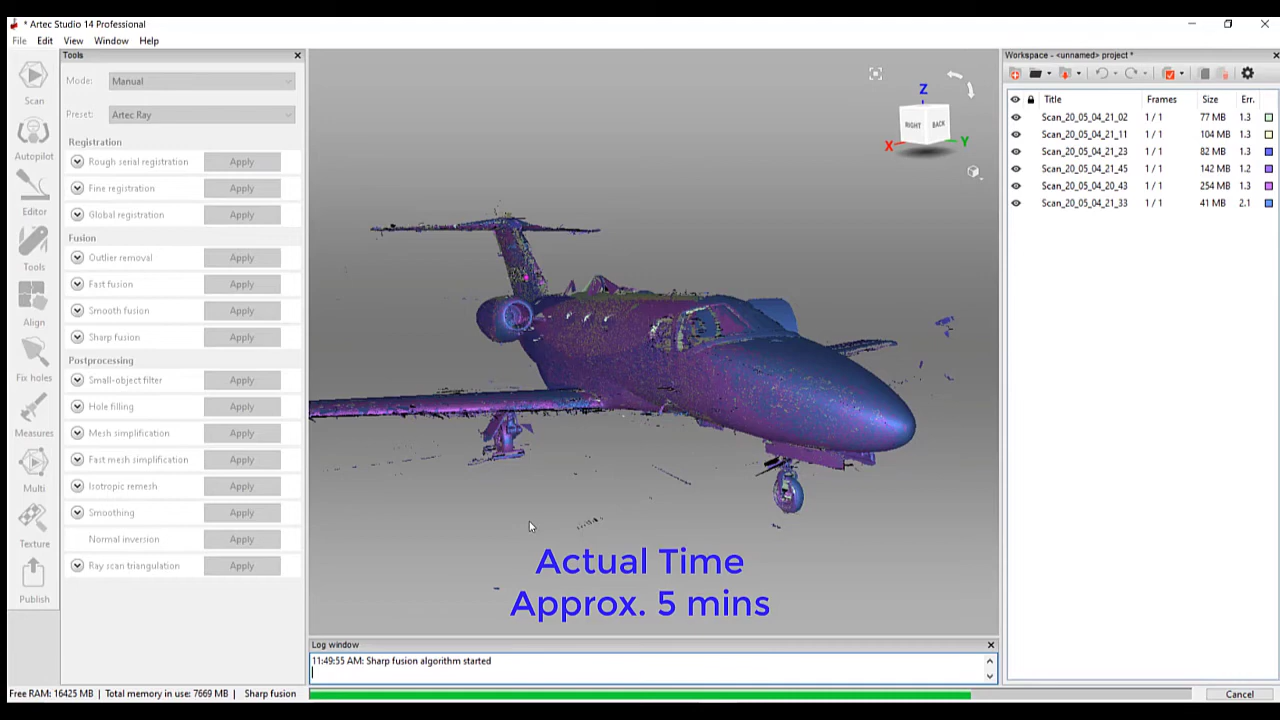 * Artec Studio 14 Professional
File Edit View Window Help
Tools
Mode: Manual
Preset: Artec Ray
Registration
Rough serial registration Apply
Fine registration Apply
Global registration Apply
Fusion
Outlier removal Apply
Fast fusion Apply
Smooth fusion Apply
Sharp fusion Apply
Postprocessing
Small-object filter Apply
Hole filling Apply
Mesh simplification Apply
Fast mesh simplification Apply
Isotropic remesh Apply
Smoothing Apply
Normal inversion Apply
Ray scan triangulation Apply
Scan
Autopilot
Editor
Tools
Align
Fix holes
Measures
Multi
Texture
Publish
Z
RIGHT BACK
X Y
Actual Time
Approx. 5 mins
Log window
11:49:55 AM: Sharp fusion algorithm started
Workspace - <unnamed> project *
Title Frames Size Err.
Scan_20_05_04_21_02 1 / 1 77 MB 1.3
Scan_20_05_04_21_11 1 / 1 104 MB 1.3
Scan_20_05_04_21_23 1 / 1 82 MB 1.3
Scan_20_05_04_21_45 1 / 1 142 MB 1.2
Scan_20_05_04_20_43 1 / 1 254 MB 1.3
Scan_20_05_04_21_33 1 / 1 41 MB 2.1
Free RAM: 16425 MB | Total memory in use: 7669 MB | Sharp fusion
Cancel